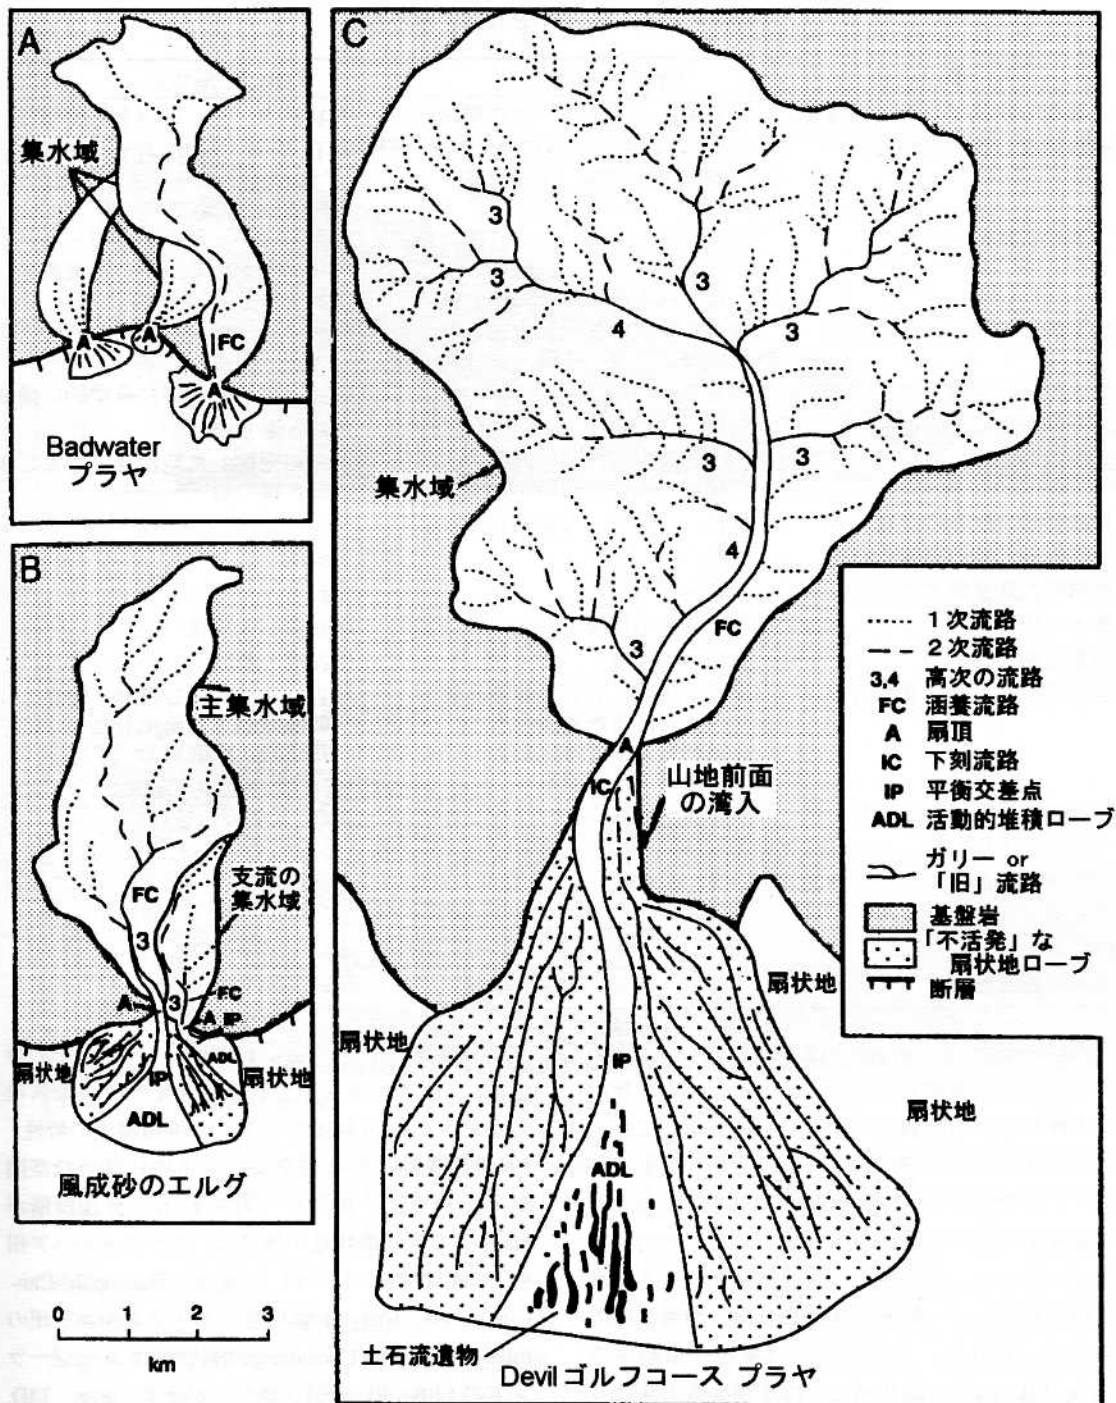 A
集水域
A
A
FC
A
Badwater
プラヤ
B
主集水域
FC
支流の
集水域
3
A
3
FC
A IP
扇状地
IP
ADL
扇状地
ADL
風成砂のエルグ
0 1 2 3
km
C
3
3
3
4
3
3
3
集水域
4
FC
3
A
IC
山地前面
の湾入
扇状地
扇状地
IP
扇状地
ADL
土石流遺物
Devil ゴルフコース プラヤ
1次流路
2次流路
3,4 高次の流路
FC 涵養流路
A 扇頂
IC 下刻流路
IP 平衡交差点
ADL 活動的堆積ローブ
ガリー or
「旧」流路
基盤岩
「不活発」な
扇状地ローブ
断層